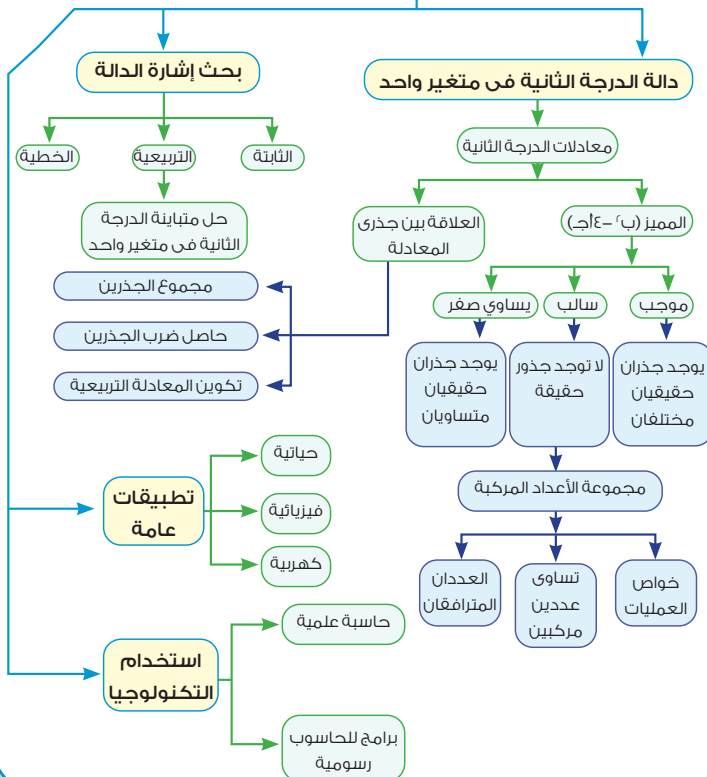 دالة الدرجة الثانية فى متغير واحد
بحث إشارة الدالة
معادلات الدرجة الثانية
الثابتة
التربيعية
الخطية
المميز (ب٢ -٤أجـ)
العلاقة بين جذرى
المعادلة
حل متباينة الدرجة
الثانية فى متغير واحد
موجب
سالب
يساوي صفر
مجموع الجذرين
حاصل ضرب الجذرين
تكوين المعادلة التربيعية
يوجد جذران
حقيقيان
مختلفان
لا توجد جذور
حقيقة
يوجد جذران
حقيقيان
متساويان
مجموعة الأعداد المركبة
خواص
العمليات
تساوى
عددين
مركبين
العددان
المترافقان
تطبيقات
عامة
حياتية
فيزيائية
كهربية
استخدام
التكنولوجيا
حاسبة علمية
برامج للحاسوب
رسومية